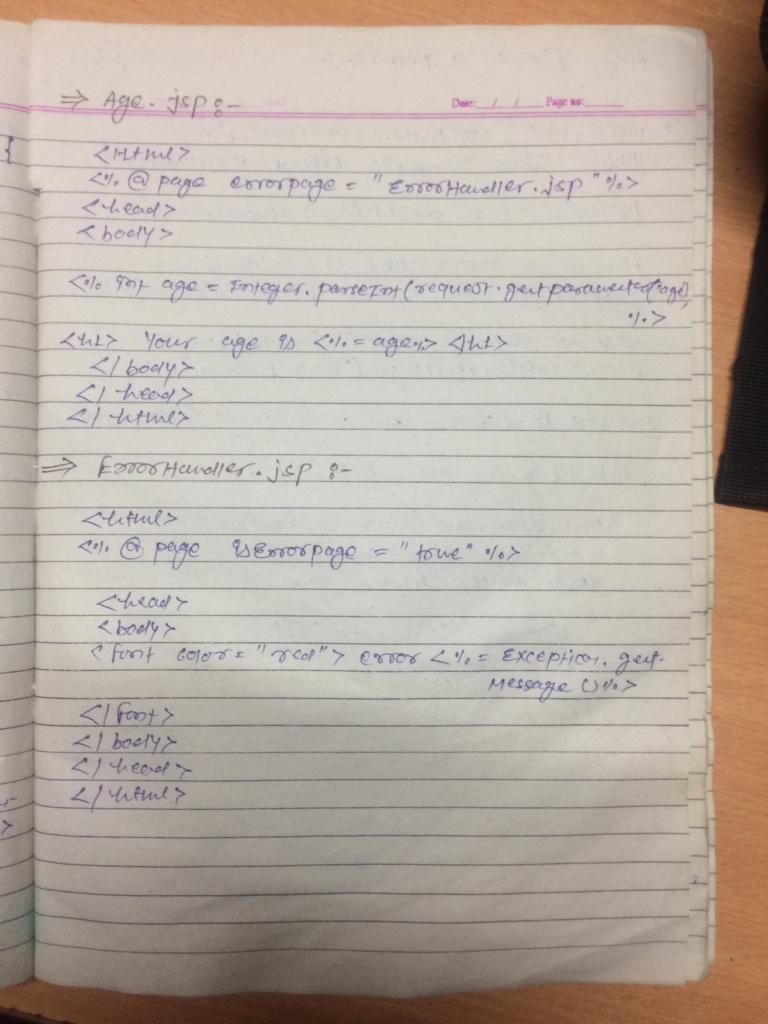 ⇒ Age. jsp :-
Date: / / Page no:
{
<Html>
<% @ page errorpage = "ErrorHandler.jsp" %>
<head>
<body>
<% Int age = Integer.parseInt(request.getparameter("age");
%>
<h1> Your age is <%= age%> </h1>
</ body>
</ head>
</ html>
⇒ ErrorHandler.jsp :-
<html>
<% @ page isErrorpage = "true" %>
<head>
<body>
<font color= "red"> error <%= Exception.get-
Message ()%>
</ font>
</ body>
</ head>
</ html>
>